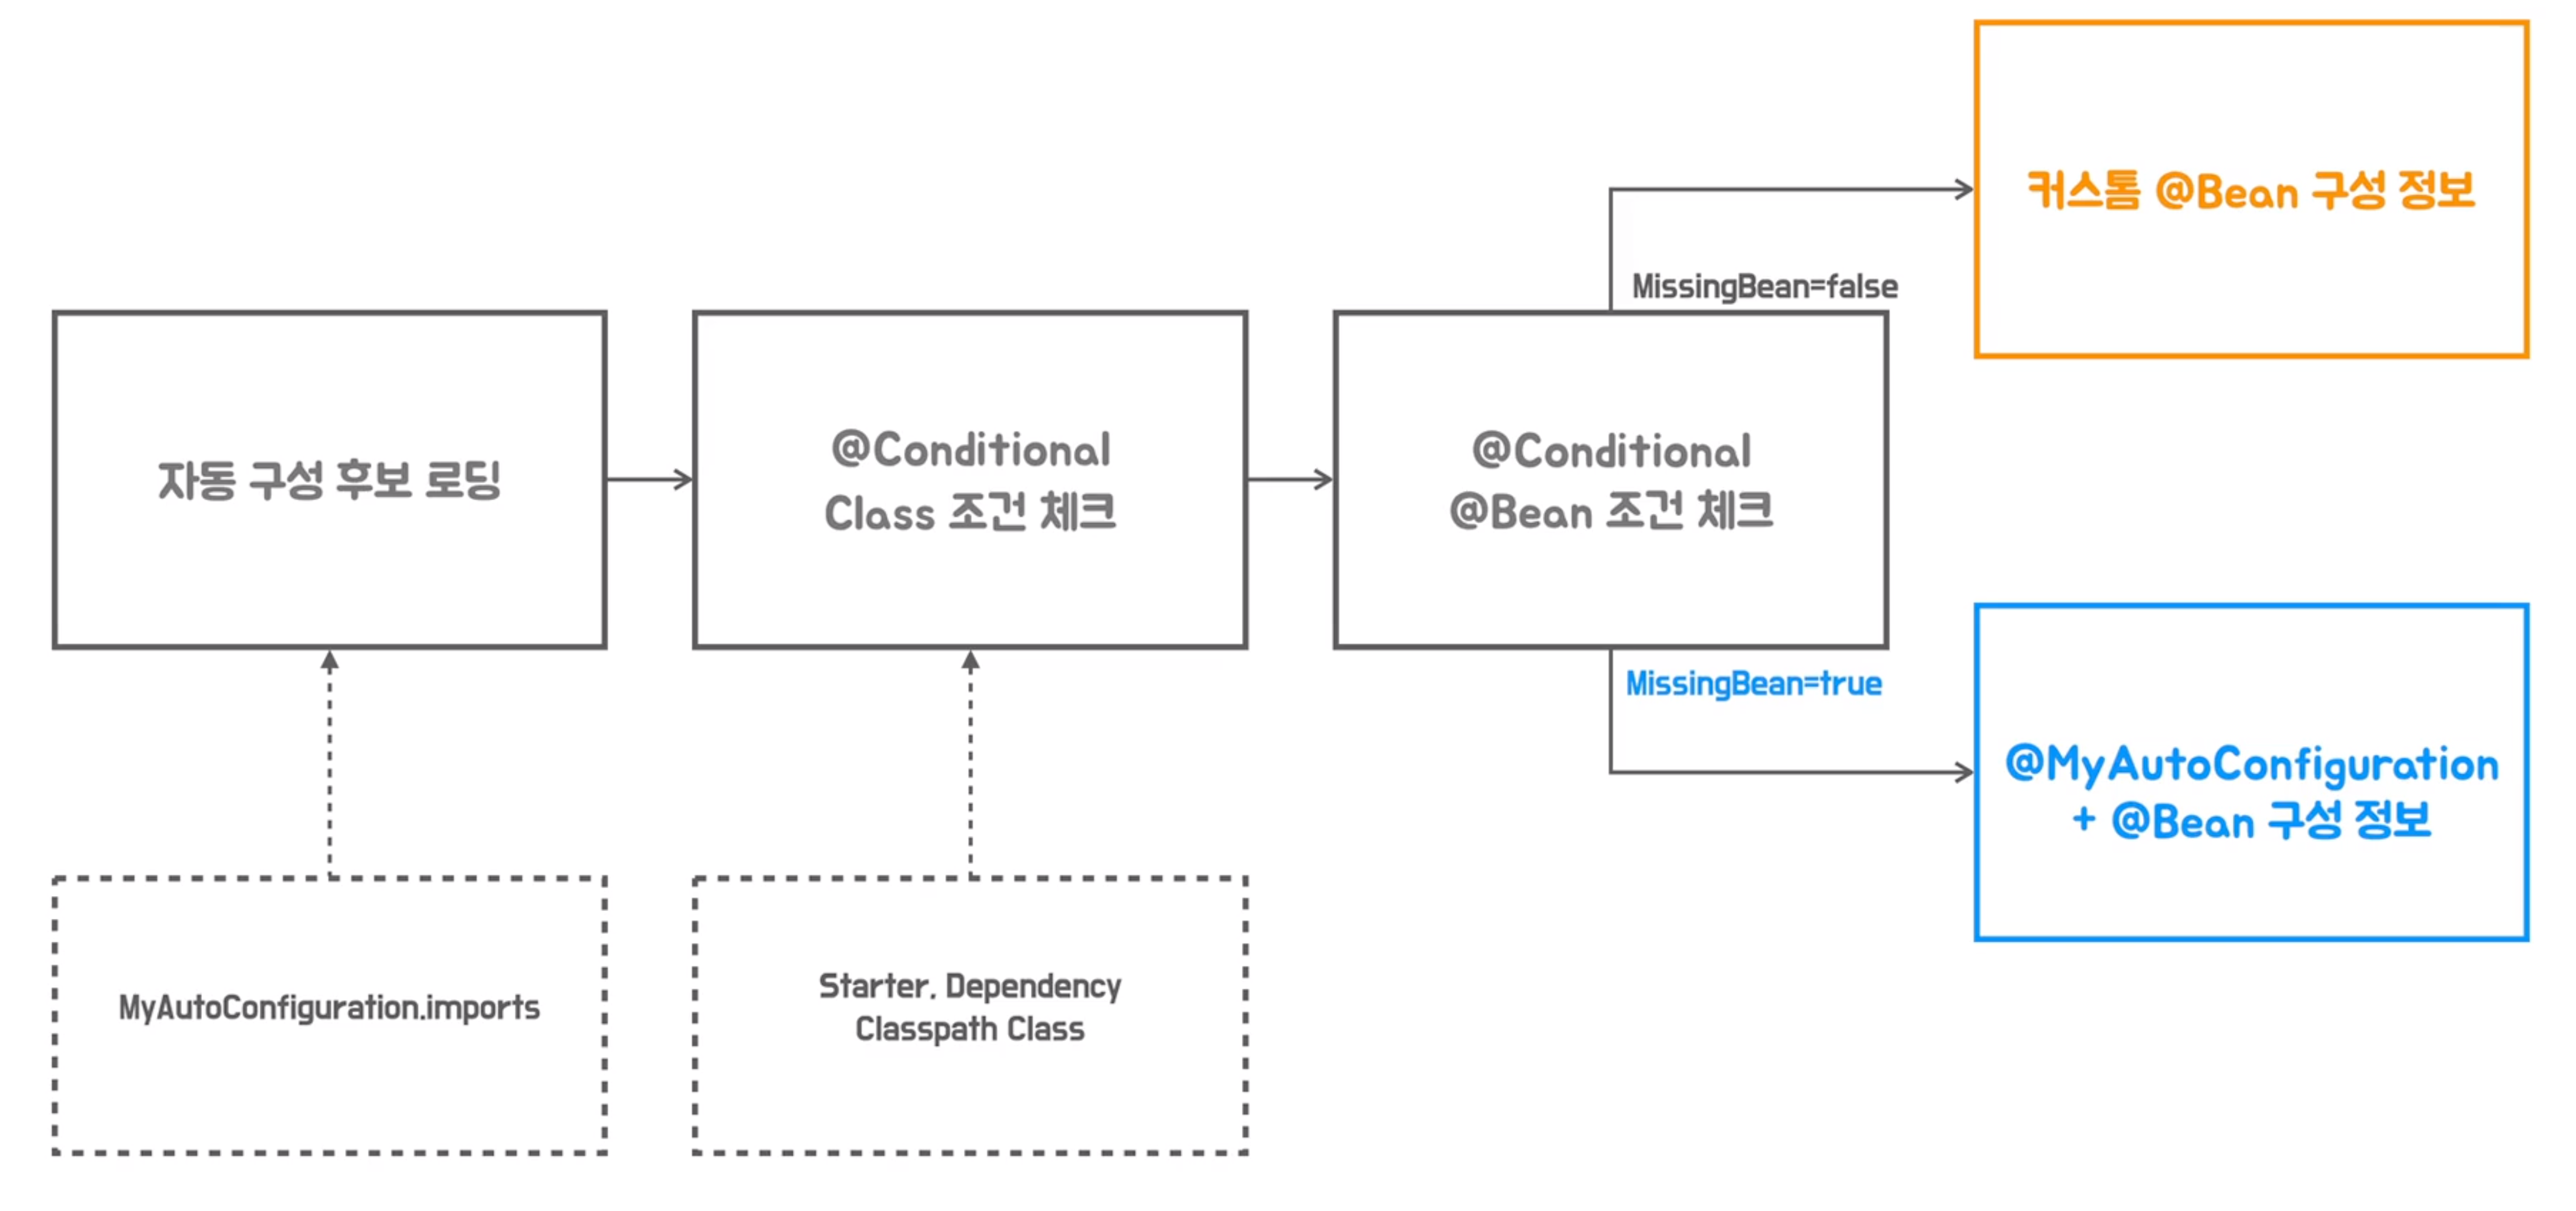 자동 구성 후보 로딩
@Conditional
Class 조건 체크
@Conditional
@Bean 조건 체크
MissingBean=false
커스톰 @Bean 구성 정보
MissingBean=true
@MyAutoConfiguration
+ @Bean 구성 정보
MyAutoConfiguration.imports
Starter, Dependency
Classpath Class